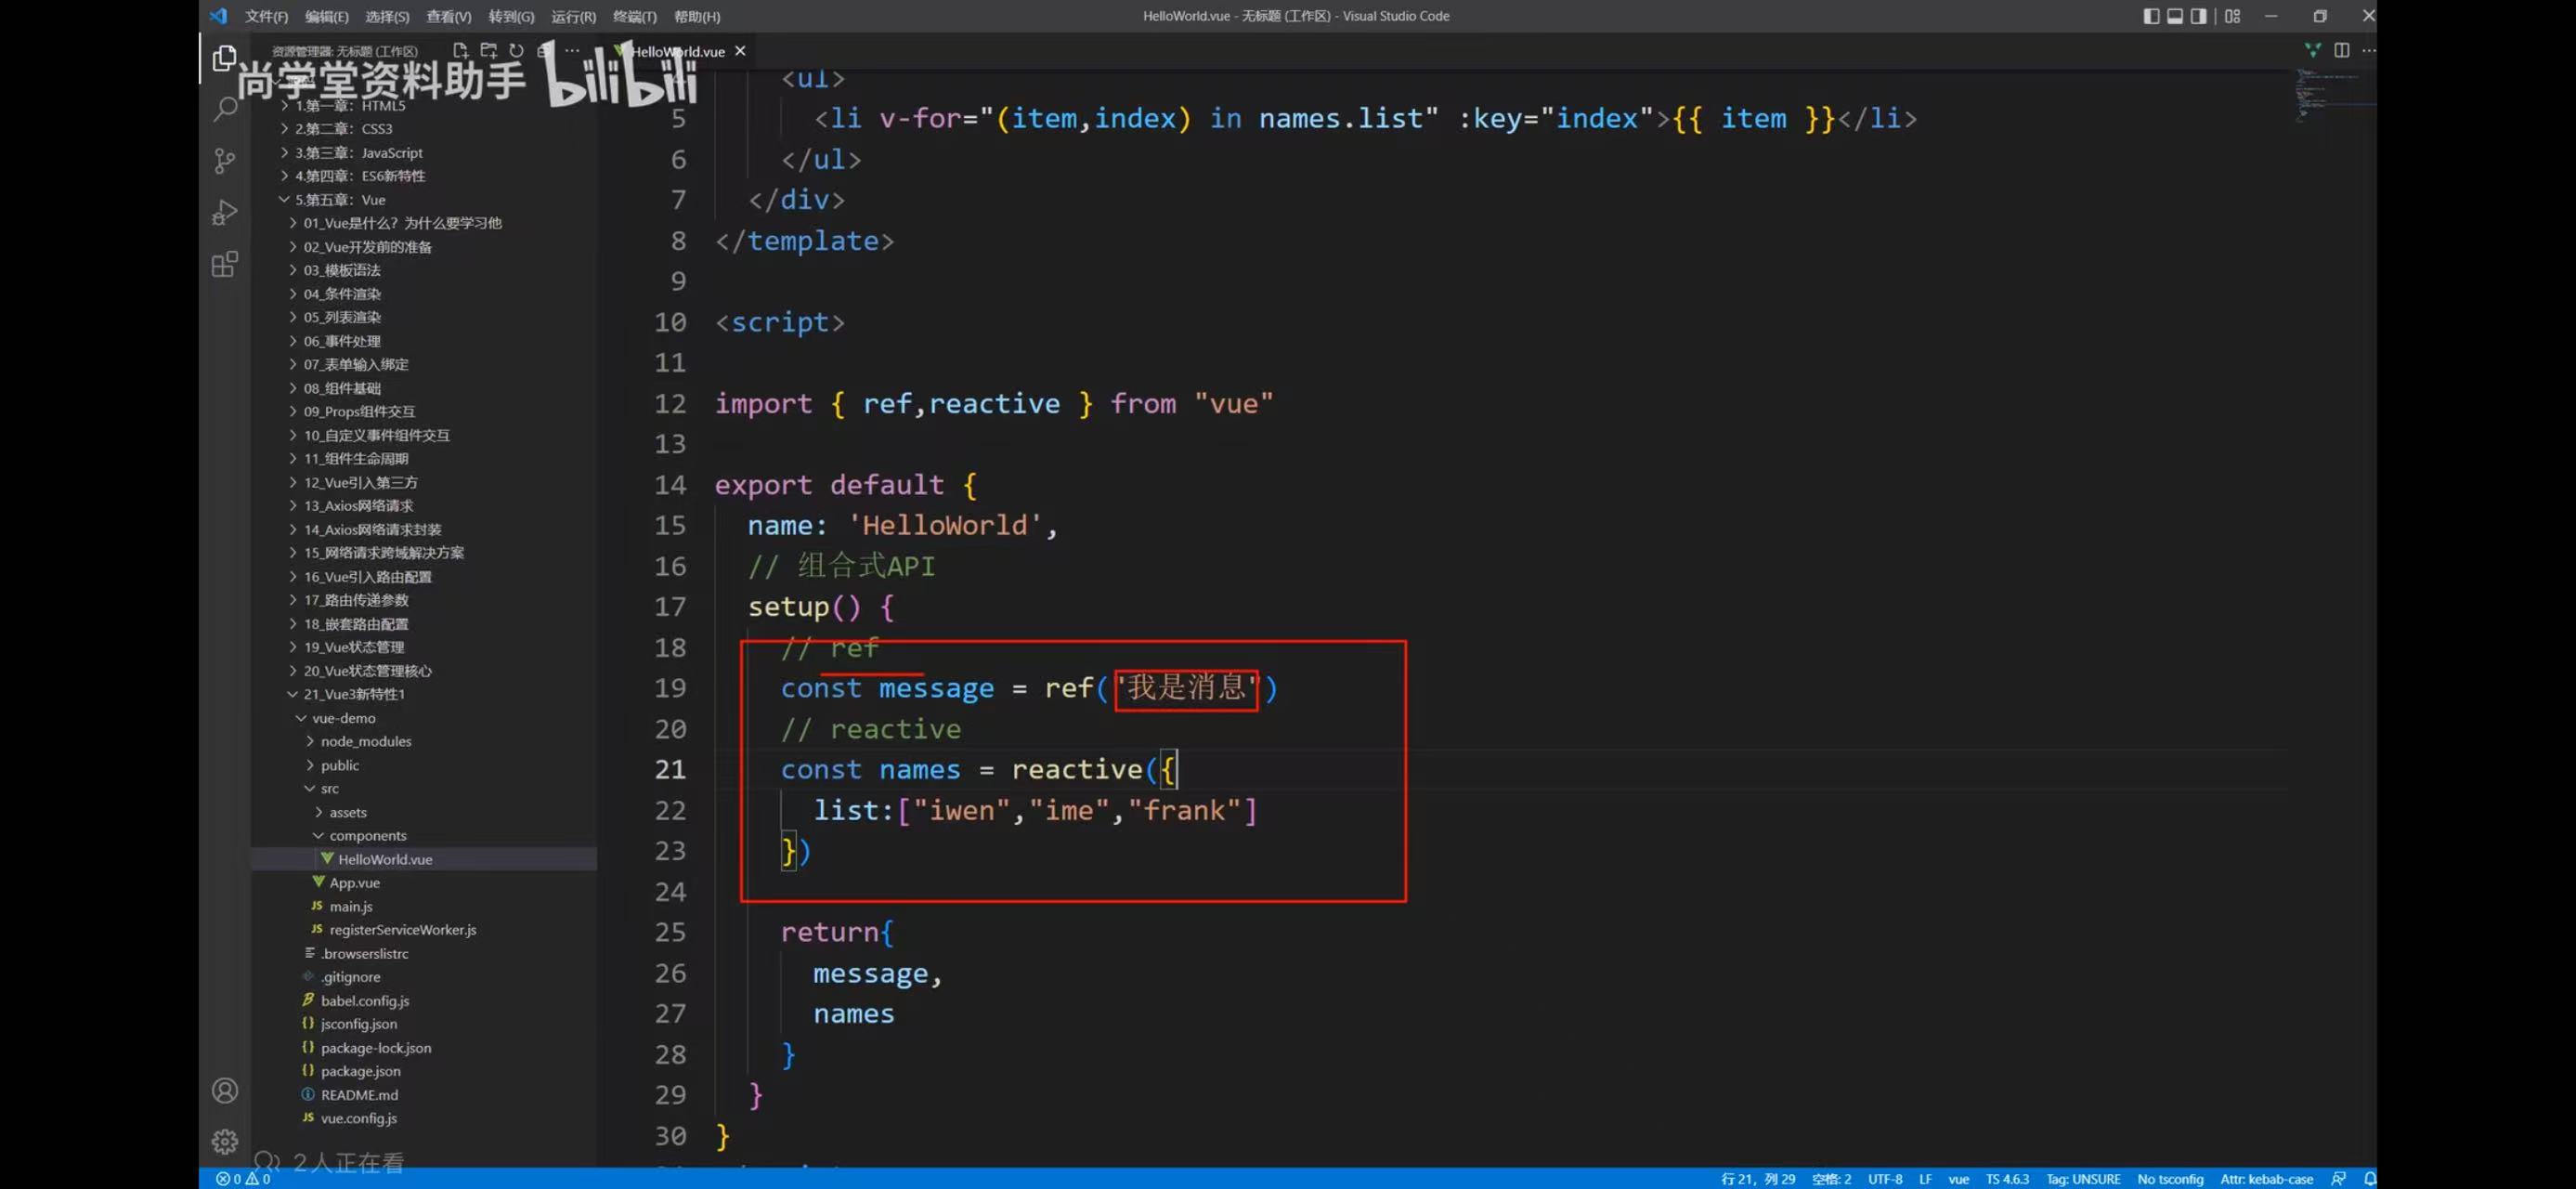 文件(F) 编辑(E) 选择(S) 查看(V) 转到(G) 运行(R) 终端(T) 帮助(H)
HelloWorld.vue - 无标题 (工作区) - Visual Studio Code
资源管理器: 无标题 (工作区)
HelloWorld.vue
尚学堂资料助手 bilibili
1.第一章：HTML5
2.第二章：CSS3
3.第三章：JavaScript
4.第四章：ES6新特性
5.第五章：Vue
01_Vue是什么？为什么要学习他
02_Vue开发前的准备
03_模板语法
04_条件渲染
05_列表渲染
06_事件处理
07_表单输入绑定
08_组件基础
09_Props组件交互
10_自定义事件组件交互
11_组件生命周期
12_Vue引入第三方
13_Axios网络请求
14_Axios网络请求封装
15_网络请求跨域解决方案
16_Vue引入路由配置
17_路由传递参数
18_嵌套路由配置
19_Vue状态管理
20_Vue状态管理核心
21_Vue3新特性1
vue-demo
node_modules
public
src
assets
components
HelloWorld.vue
App.vue
JS main.js
JS registerServiceWorker.js
.browserslistrc
.gitignore
babel.config.js
{} jsconfig.json
{} package-lock.json
{} package.json
README.md
JS vue.config.js
2人正在看
<ul>
5 <li v-for="(item,index) in names.list" :key="index">{{ item }}</li>
6 </ul>
7 </div>
8 </template>
9
10 <script>
11
12 import { ref,reactive } from "vue"
13
14 export default {
15 name: 'HelloWorld',
16 // 组合式API
17 setup() {
18 // ref
19 const message = ref("我是消息")
20 // reactive
21 const names = reactive({
22 list:["iwen","ime","frank"]
23 })
24
25 return{
26 message,
27 names
28 }
29 }
30 }
0 0
行 21，列 29 空格: 2 UTF-8 LF vue TS 4.6.3 Tag: UNSURE No tsconfig Attr: kebab-case